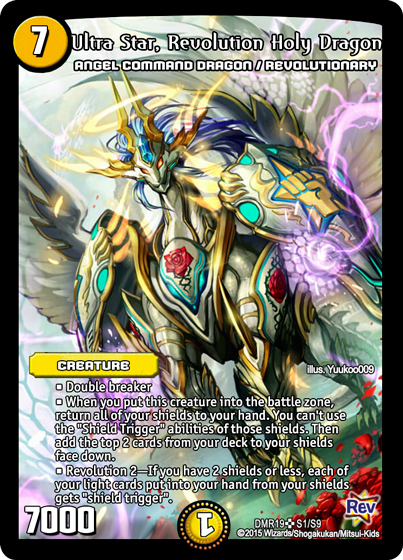 7
Ultra Star, Revolution Holy Dragon
ANGEL COMMAND DRAGON / REVOLUTIONARY
illus. Yuukoo009
CREATURE
▪ Double breaker
▪ When you put this creature into the battle zone,
return all of your shields to your hand. You can't use
the "Shield Trigger" abilities of those shields. Then
add the top 2 cards from your deck to your shields
face down.
▪ Revolution 2—If you have 2 shields or less, each of
your light cards put into your hand from your shields
gets "shield trigger".
Rev
7000
1
DMR19 S1/S9
©2015 Wizards/Shogakukan/Mitsui-Kids